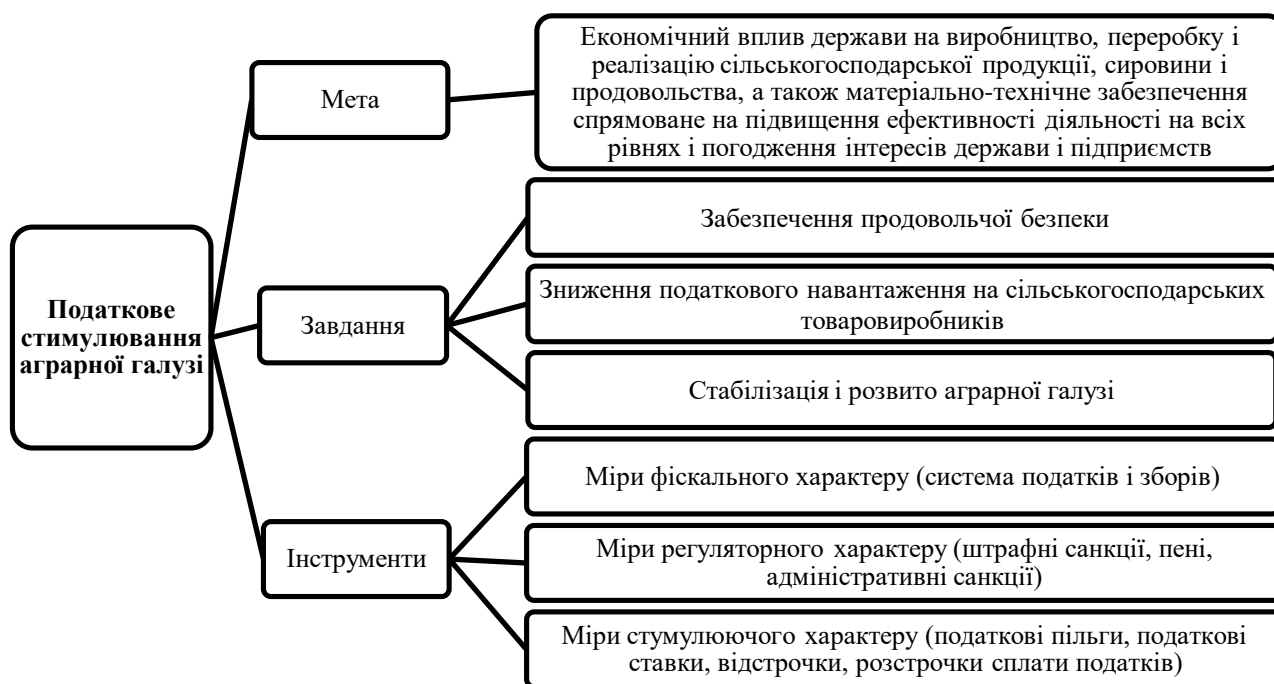 Економічний вплив держави на виробництво, переробку і
реалізацію сільськогосподарської продукції, сировини і
продовольства, а також матеріально-технічне забезпечення
спрямоване на підвищення ефективності діяльності на всіх
рівнях і погодження інтересів держави і підприємств
Мета
Забезпечення продовольчої безпеки
Зниження податкового навантаження на сільськогосподарських
товаровиробників
Податкове
стимулювання
аграрної галузі
Завдання
Стабілізація і розвито аграрної галузі
Міри фіскального характеру (система податків і зборів)
Інструменти
Міри регуляторного характеру (штрафні санкції, пені,
адміністративні санкції)
Міри стумулюючого характеру (податкові пільги, податкові
ставки, відстрочки, розстрочки сплати податків)